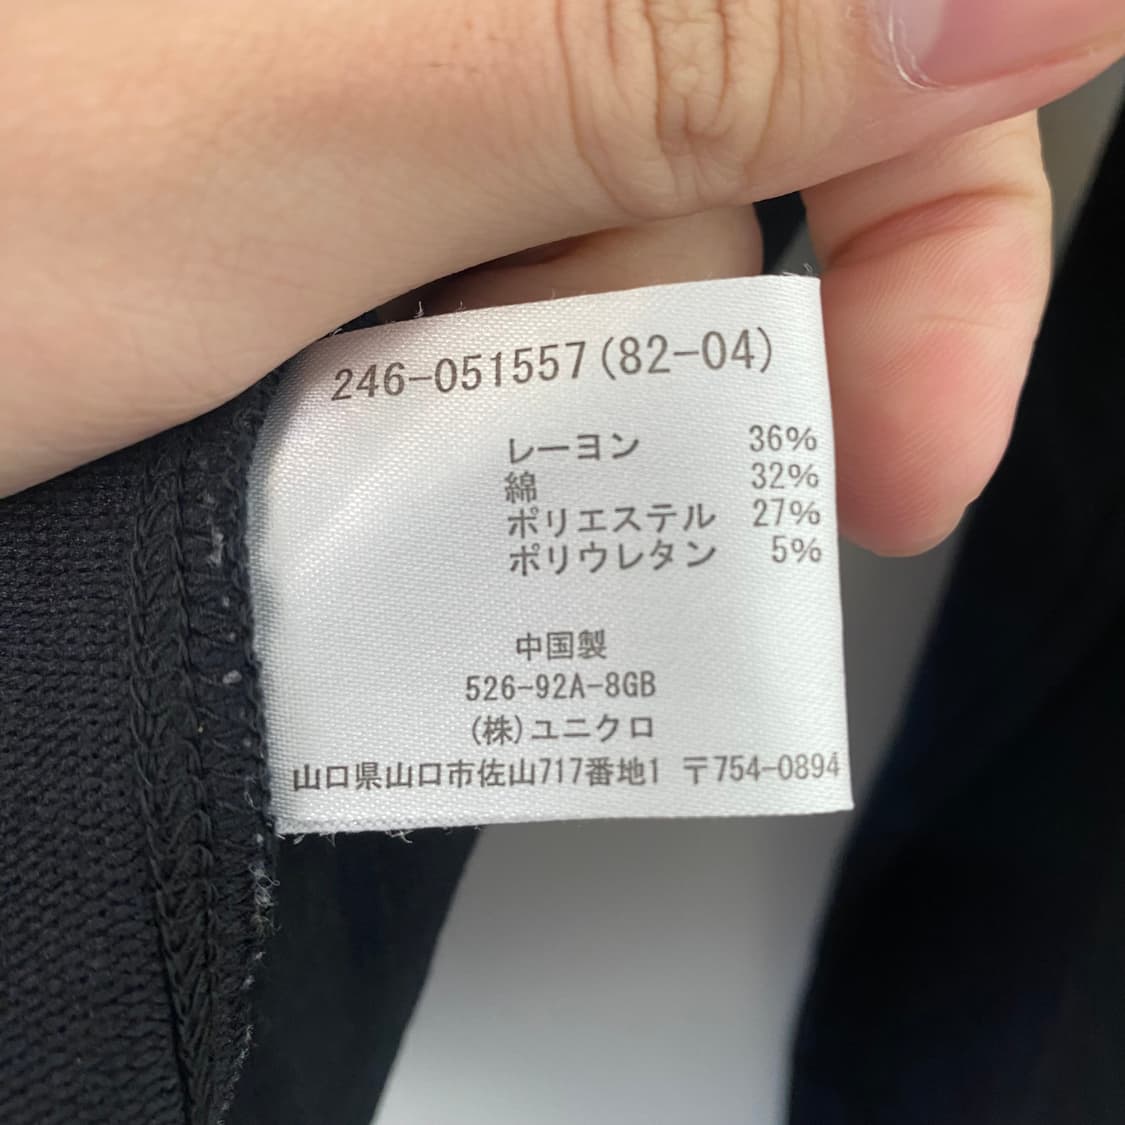 246-051557(82-04)
レーヨン 36%
綿 32%
ポリエステル 27%
ポリウレタン 5%
中国製
526-92A-8GB
(株)ユニクロ
山口県山口市佐山717番地1 〒754-0894